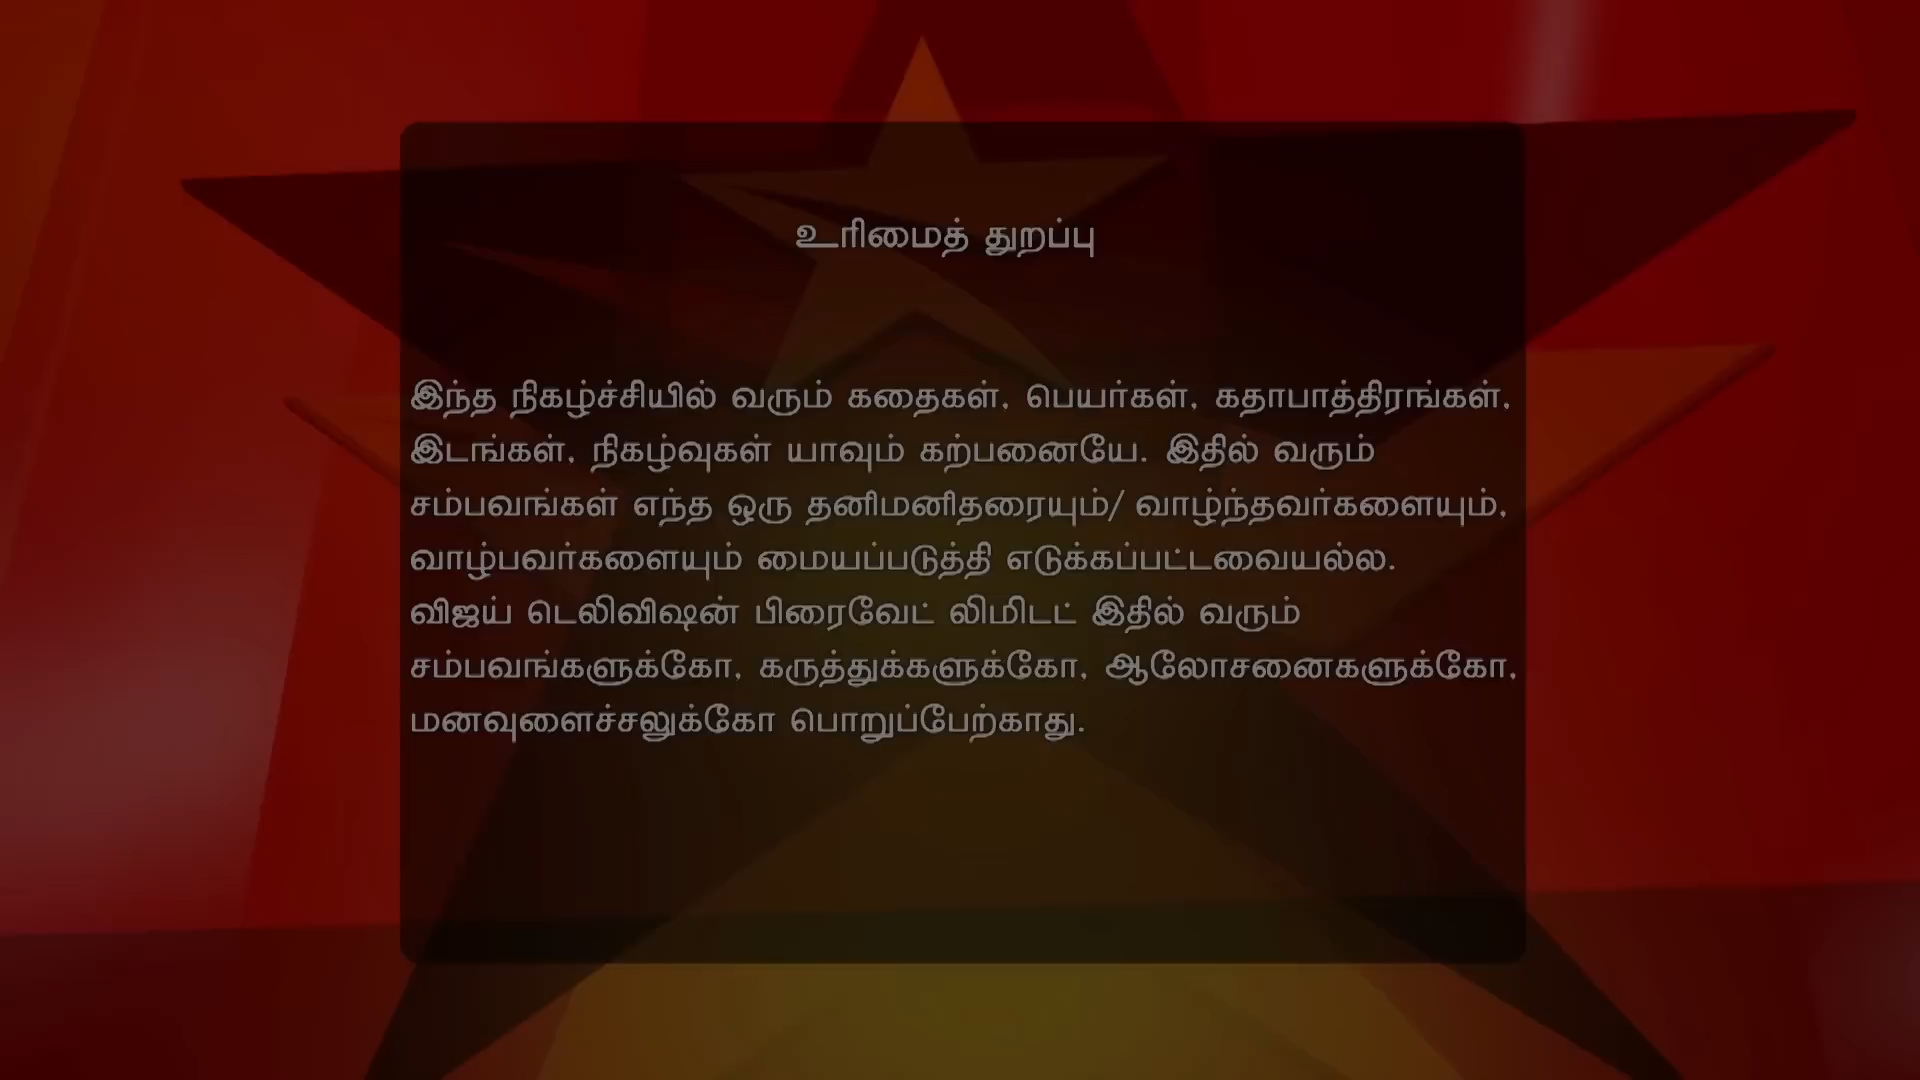 உரிமைத் துறப்பு
இந்த நிகழ்ச்சியில் வரும் கதைகள், பெயர்கள், கதாபாத்திரங்கள்,
இடங்கள், நிகழ்வுகள் யாவும் கற்பனையே. இதில் வரும்
சம்பவங்கள் எந்த ஒரு தனிமனிதரையும்/ வாழ்ந்தவர்களையும்,
வாழ்பவர்களையும் மையப்படுத்தி எடுக்கப்பட்டவையல்ல.
விஜய் டெலிவிஷன் பிரைவேட் லிமிடட் இதில் வரும்
சம்பவங்களுக்கோ, கருத்துக்களுக்கோ, ஆலோசனைகளுக்கோ,
மனவுளைச்சலுக்கோ பொறுப்பேற்காது.